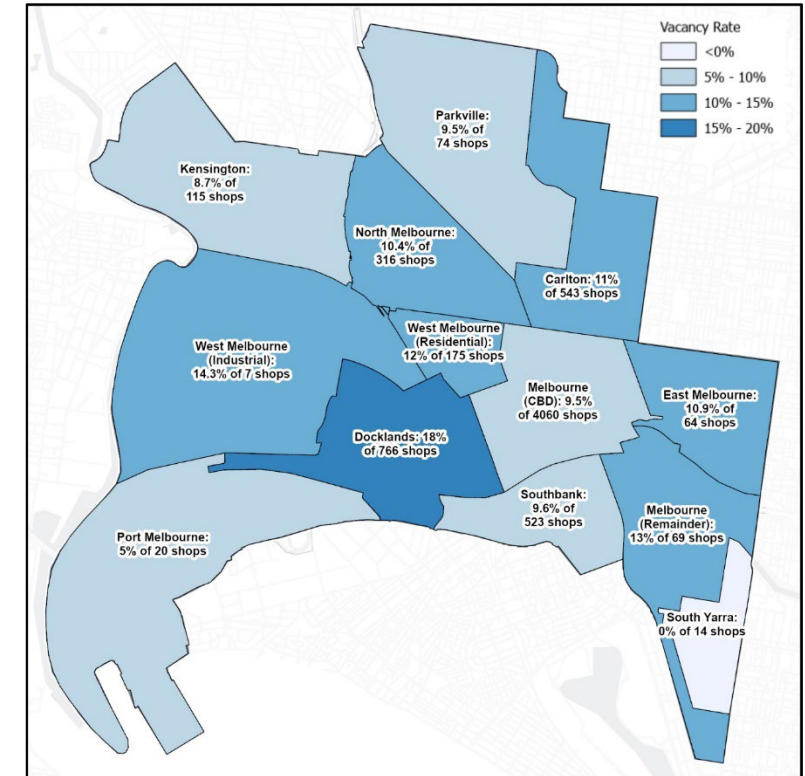 Vacancy Rate
<0%
5% - 10%
10% - 15%
15% - 20%
Parkville:
9.5% of
74 shops
Kensington:
8.7% of
115 shops
North Melbourne:
10.4% of
316 shops
Carlton: 11%
of 543 shops
West Melbourne
(Industrial):
14.3% of 7 shops
West Melbourne
(Residential):
12% of 175 shops
Melbourne
(CBD): 9.5%
of 4060 shops
East Melbourne:
10.9% of
64 shops
Docklands: 18%
of 766 shops
Southbank:
9.6% of
523 shops
Melbourne
(Remainder):
13% of 69 shops
Port Melbourne:
5% of 20 shops
South Yarra:
0% of 14 shops